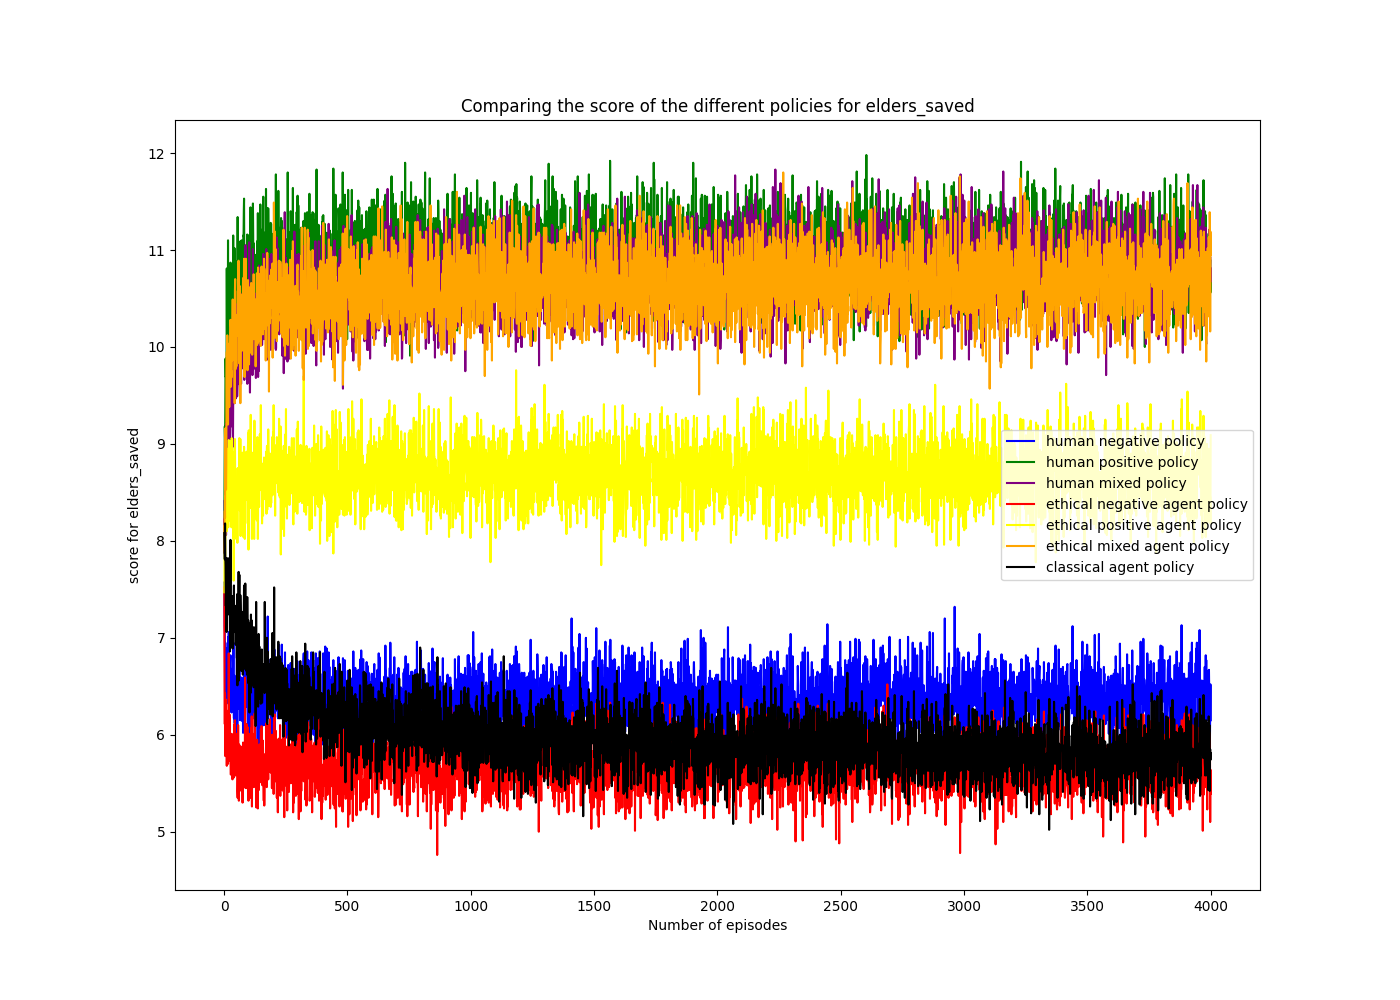 Comparing the score of the different policies for elders_saved
12
11
10
9
8
7
6
5
score for elders_saved
human negative policy
human positive policy
human mixed policy
ethical negative agent policy
ethical positive agent policy
ethical mixed agent policy
classical agent policy
0
500
1000
1500
2000
2500
3000
3500
4000
Number of episodes